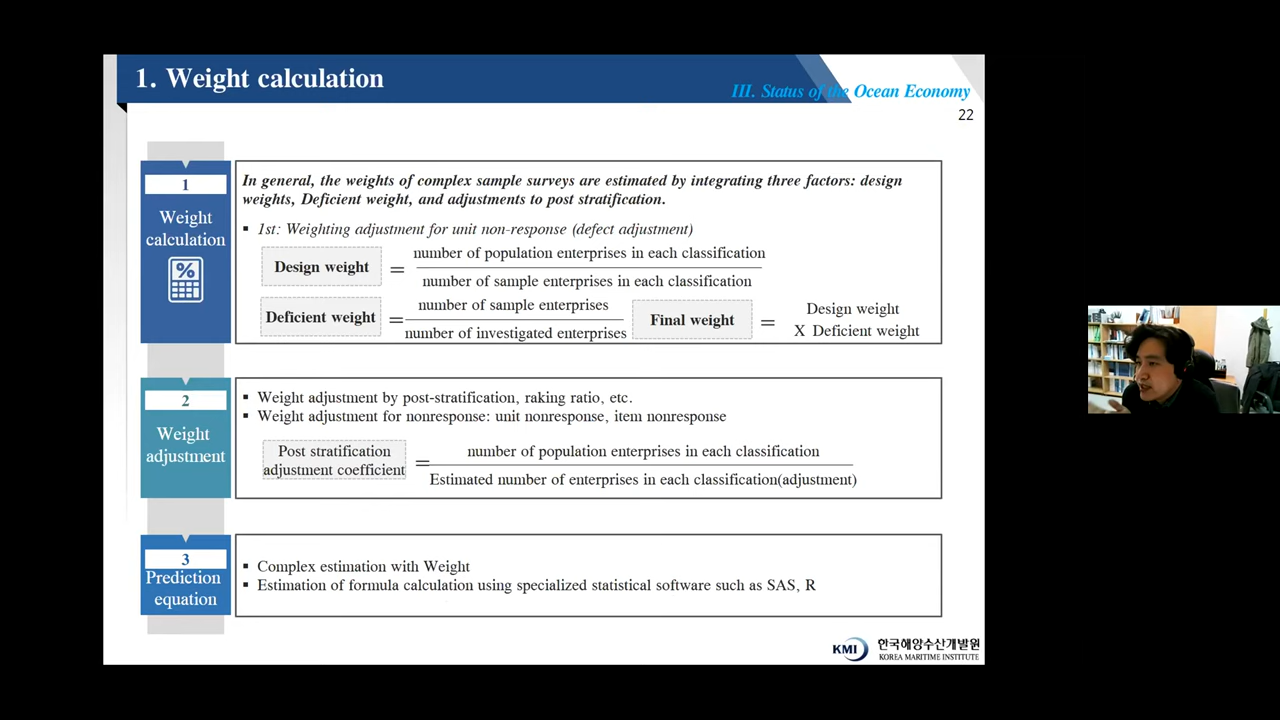 1. Weight calculation
III. Status of the Ocean Economy
22
1
Weight
calculation
%
In general, the weights of complex sample surveys are estimated by integrating three factors: design
weights, Deficient weight, and adjustments to post stratification.
▪ 1st: Weighting adjustment for unit non-response (defect adjustment)
Design weight
=
number of population enterprises in each classification
number of sample enterprises in each classification
Deficient weight
=
number of sample enterprises
number of investigated enterprises
Final weight
=
Design weight
X Deficient weight
2
Weight
adjustment
▪ Weight adjustment by post-stratification, raking ratio, etc.
▪ Weight adjustment for nonresponse: unit nonresponse, item nonresponse
Post stratification
adjustment coefficient
=
number of population enterprises in each classification
Estimated number of enterprises in each classification(adjustment)
3
Prediction
equation
▪ Complex estimation with Weight
▪ Estimation of formula calculation using specialized statistical software such as SAS, R
KMI
한국해양수산개발원
KOREA MARITIME INSTITUTE